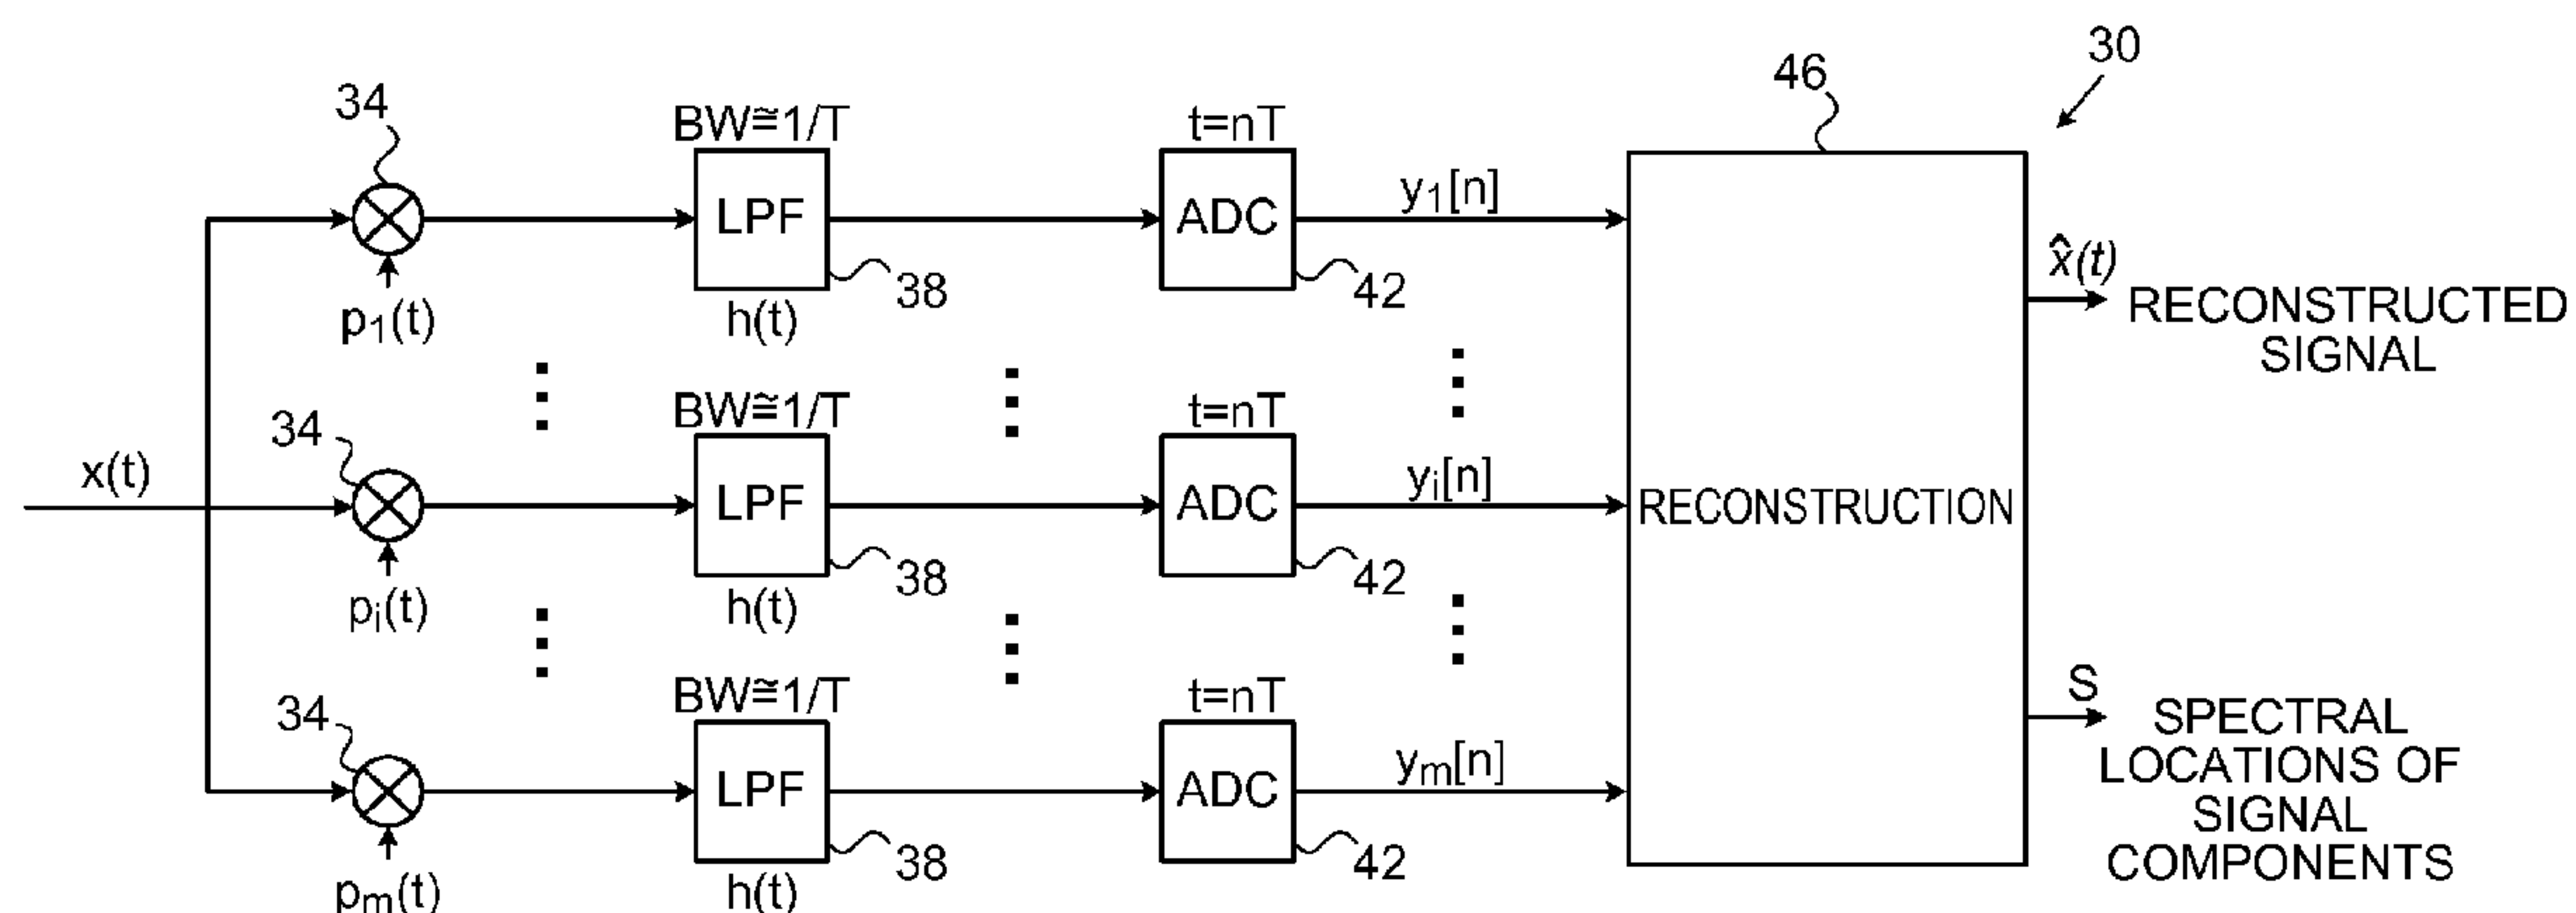 30
46
34
BW≅1/T
t=nT
LPF
ADC
y1[n]
38
42
p1(t)
h(t)
x̂(t)
RECONSTRUCTED
SIGNAL
34
BW≅1/T
t=nT
x(t)
LPF
ADC
yi[n]
RECONSTRUCTION
38
42
pi(t)
h(t)
34
BW≅1/T
t=nT
LPF
ADC
ym[n]
38
42
pm(t)
h(t)
S
SPECTRAL
LOCATIONS OF
SIGNAL
COMPONENTS